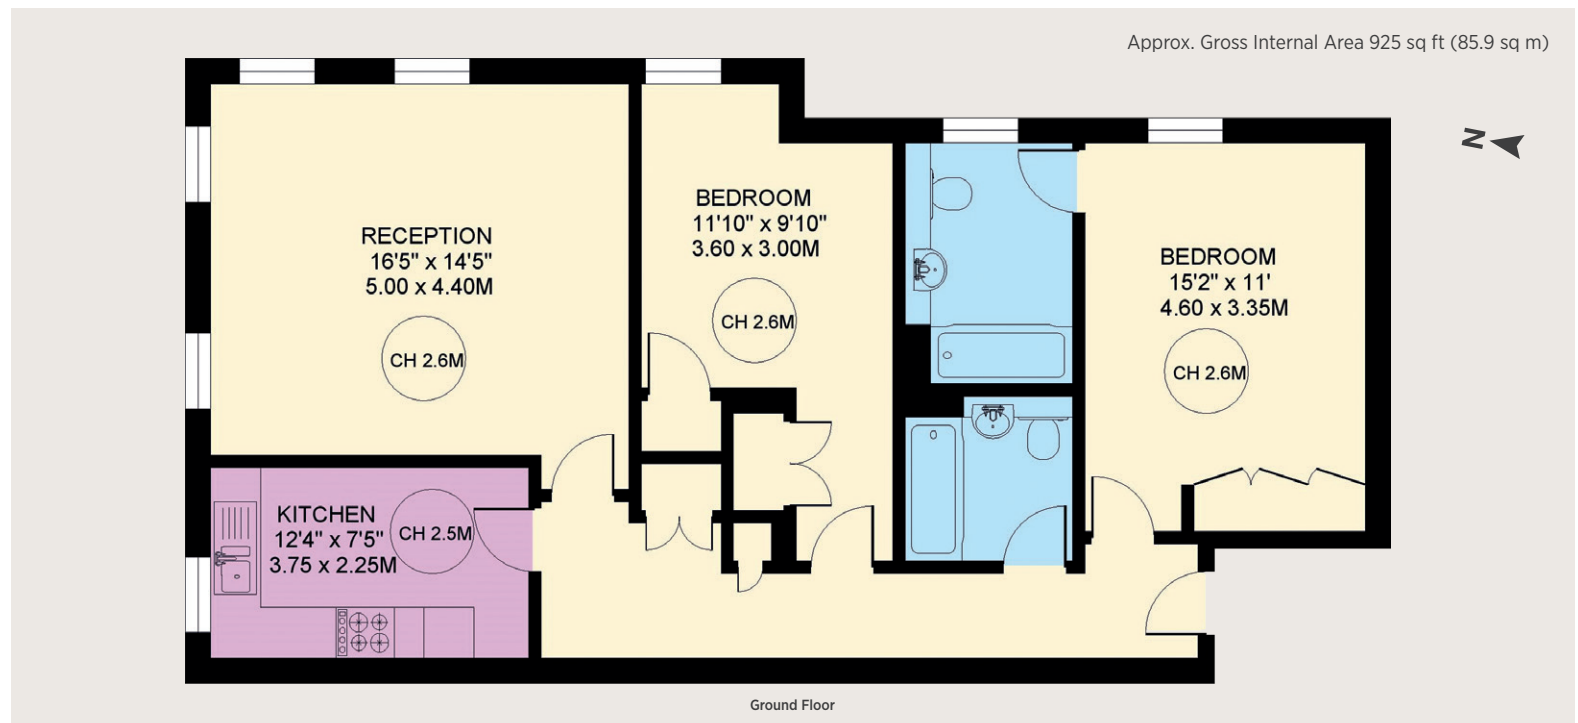 Approx. Gross Internal Area 925 sq ft (85.9 sq m)
N
BEDROOM
11'10" x 9'10"
3.60 x 3.00M
CH 2.6M
RECEPTION
16'5" x 14'5"
5.00 x 4.40M
CH 2.6M
BEDROOM
15'2" x 11'
4.60 x 3.35M
CH 2.6M
KITCHEN
12'4" x 7'5"
3.75 x 2.25M
CH 2.5M
Ground Floor